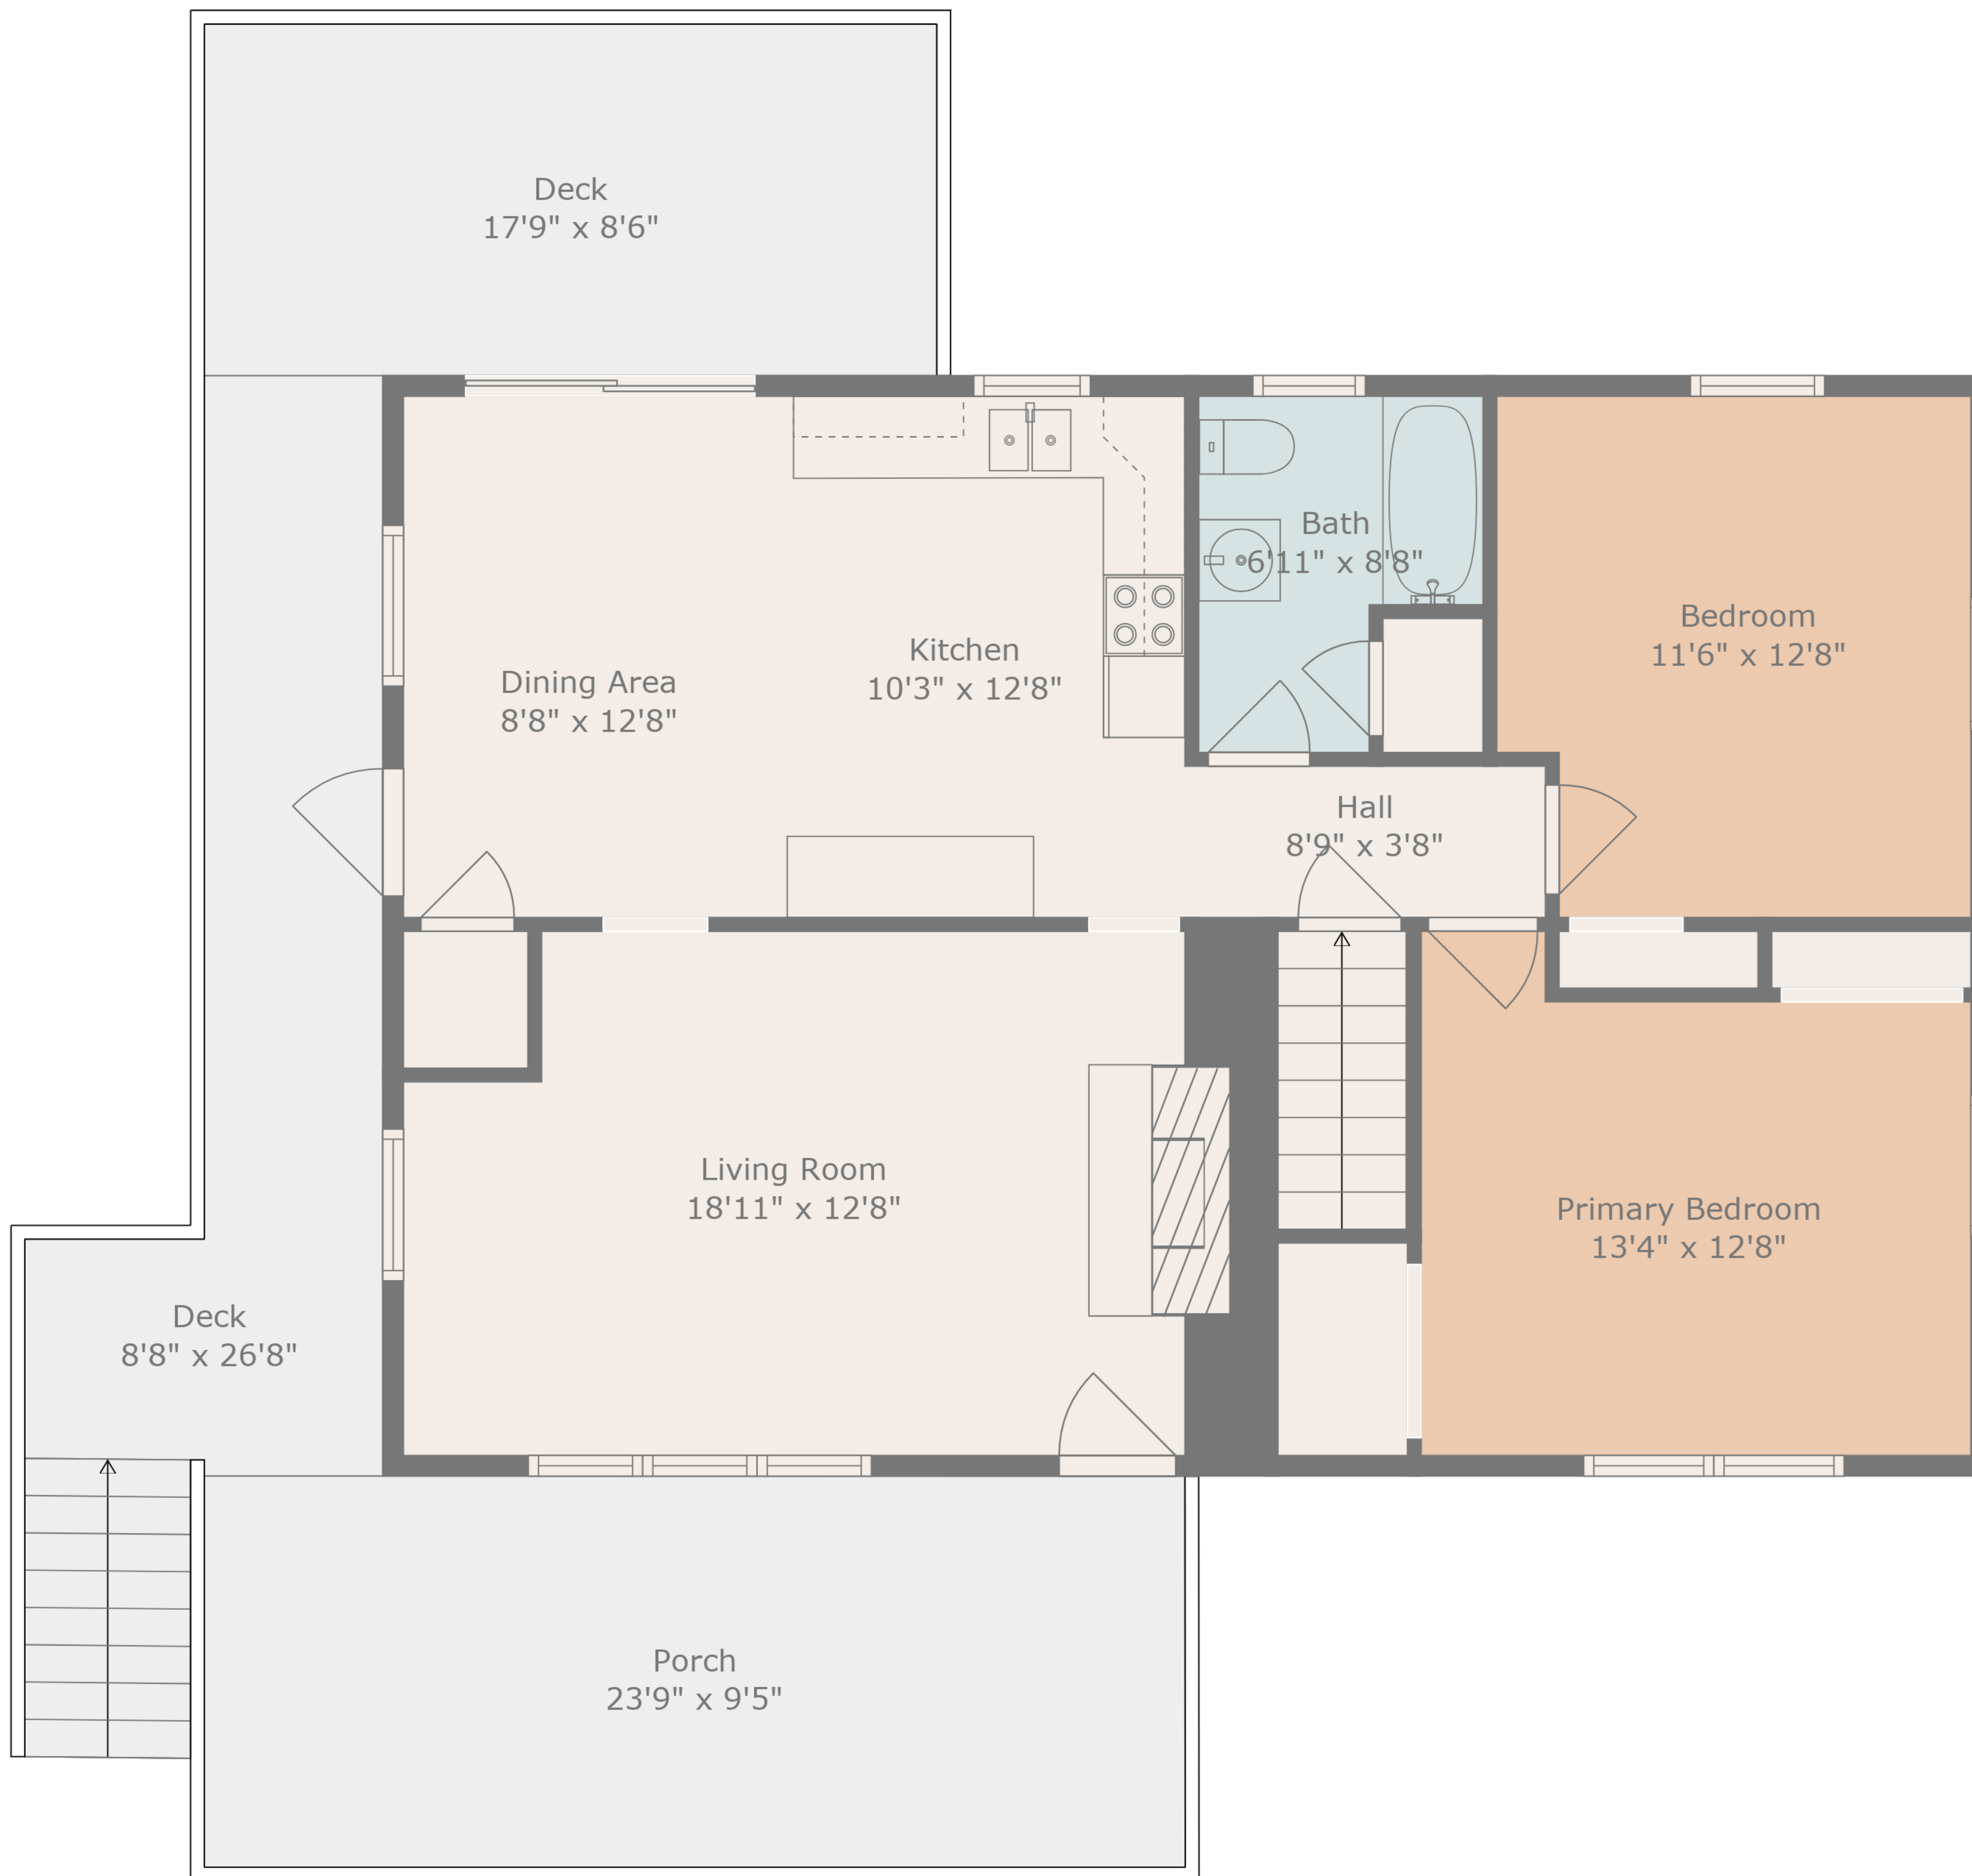 Deck
17'9" x 8'6"
Bath
6'11" x 8'8"
Bedroom
11'6" x 12'8"
Kitchen
10'3" x 12'8"
Dining Area
8'8" x 12'8"
Hall
8'9" x 3'8"
Living Room
18'11" x 12'8"
Primary Bedroom
13'4" x 12'8"
Deck
8'8" x 26'8"
Porch
23'9" x 9'5"